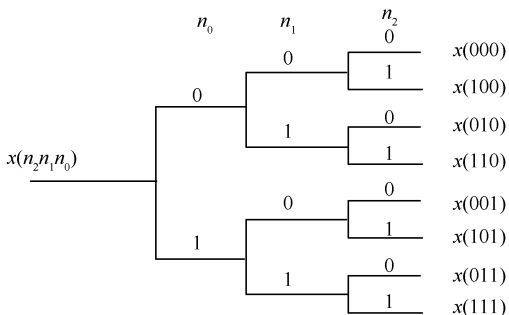 n₀ n₁ n₂
0
0 x(000)
1
x(100)
0
0
x(010)
1
1
x(110)
x(n₂n₁n₀)
0
0
x(001)
1
1
x(101)
0
1
x(011)
1
x(111)